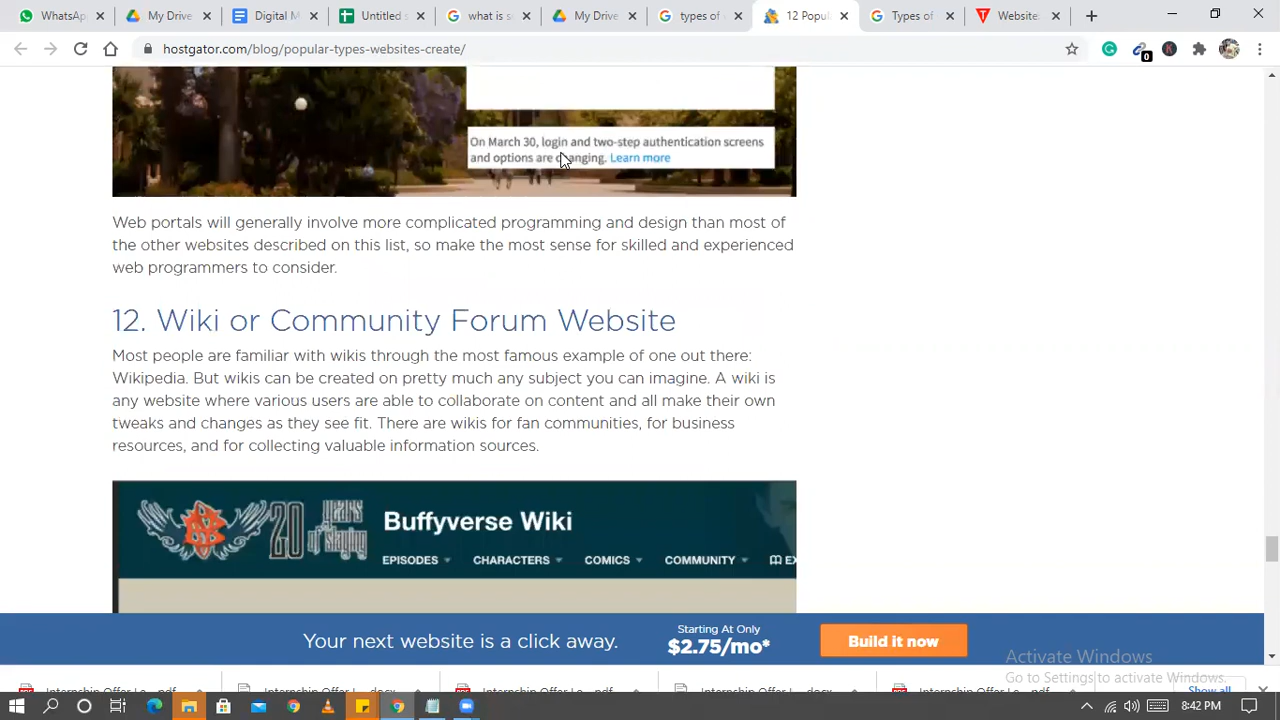 WhatsAp
My Drive
Digital M
Untitled s
what is c
My Drive
types of
12 Popul
Types of
Website
hostgator.com/blog/popular-types-websites-create/
0
On March 30, login and two-step authentication screens
and options are changing. Learn more
Web portals will generally involve more complicated programming and design than most of
the other websites described on this list, so make the most sense for skilled and experienced
web programmers to consider.
12. Wiki or Community Forum Website
Most people are familiar with wikis through the most famous example of one out there:
Wikipedia. But wikis can be created on pretty much any subject you can imagine. A wiki is
any website where various users are able to collaborate on content and all make their own
tweaks and changes as they see fit. There are wikis for fan communities, for business
resources, and for collecting valuable information sources.
20 years of slaying
Buffyverse Wiki
EPISODES CHARACTERS COMICS COMMUNITY EX
Your next website is a click away.
Starting At Only
$2.75/mo*
Build it now
Activate Windows
Go to Settings to activate Windows.
Internship Offer Le....pdf
Internship Offer L....docx
Internship Offer Le....pdf
Internship Offer L....docx
Internship Offer Le....pdf
Show all
8:42 PM